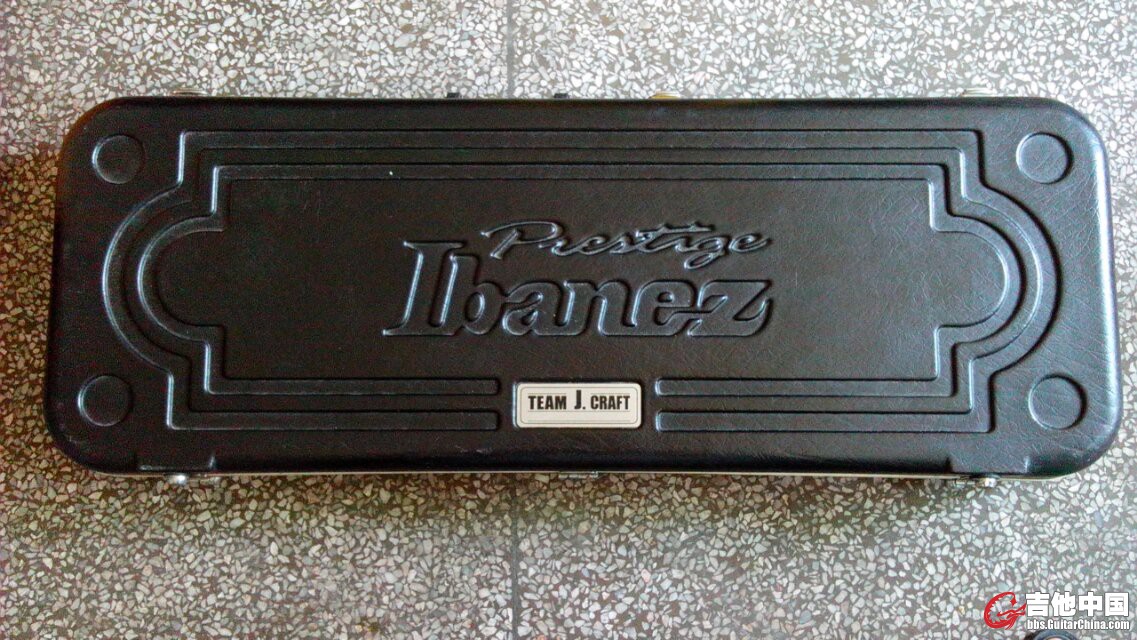 Prestige
Ibanez
TEAM J. CRAFT
吉他中国
bbs.GuitarChina.com